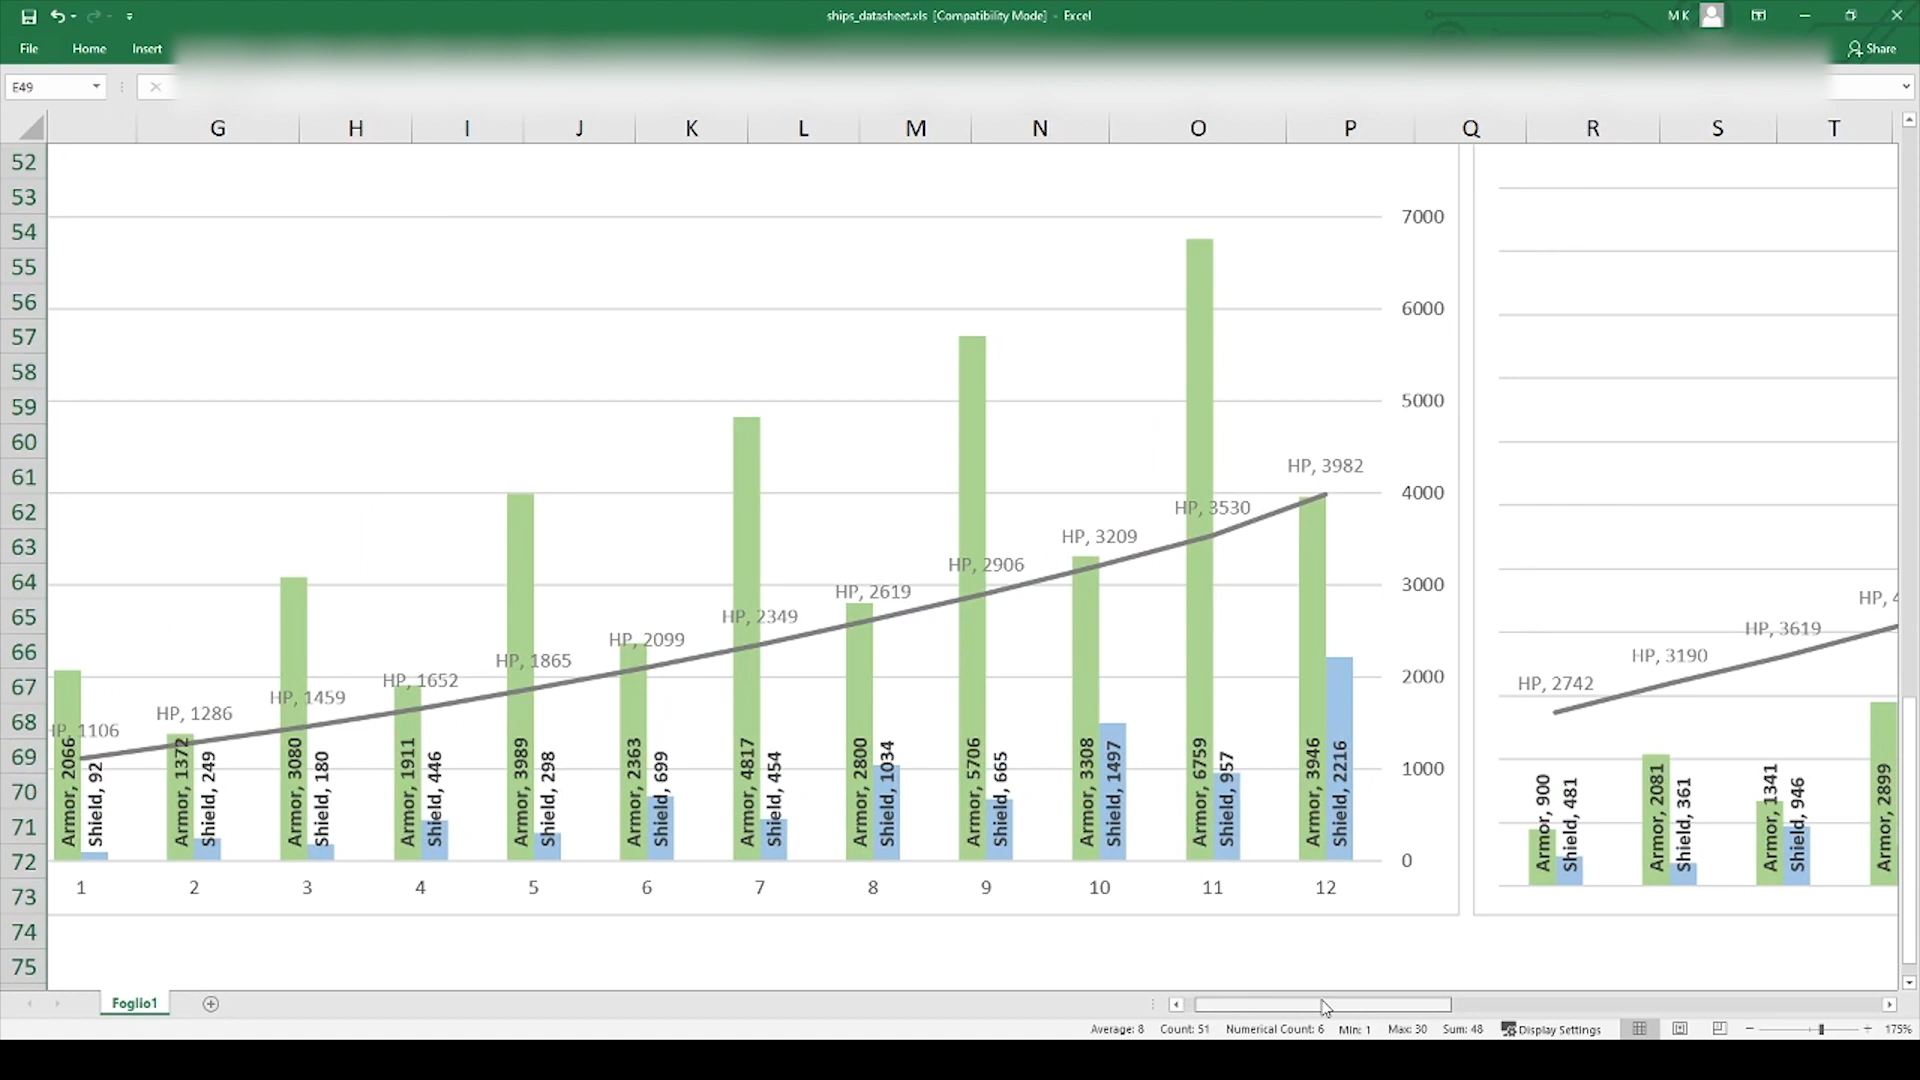 ships_datasheet.xls [Compatibility Mode] - Excel
M K
File Home Insert
Share
E49
G H I J K L M N O P Q R S T
52
53
54
55
56
57
58
59
60
61
62
63
64
65
66
67
68
69
70
71
72
73
74
75
7000
6000
5000
4000
3000
2000
1000
0
HP, 1106
HP, 1286
HP, 1459
HP, 1652
HP, 1865
HP, 2099
HP, 2349
HP, 2619
HP, 2906
HP, 3209
HP, 3530
HP, 3982
Armor, 2066
Shield, 92
Armor, 1372
Shield, 249
Armor, 3080
Shield, 180
Armor, 1911
Shield, 446
Armor, 3989
Shield, 298
Armor, 2363
Shield, 699
Armor, 4817
Shield, 454
Armor, 2800
Shield, 1034
Armor, 5706
Shield, 665
Armor, 3308
Shield, 1497
Armor, 6759
Shield, 957
Armor, 3946
Shield, 2216
1 2 3 4 5 6 7 8 9 10 11 12
HP, 2742
HP, 3190
HP, 3619
HP, 4
Armor, 900
Shield, 481
Armor, 2081
Shield, 361
Armor, 1341
Shield, 946
Armor, 2899
Foglio1
Average: 8 Count: 51 Numerical Count: 6 Min: 1 Max: 30 Sum: 48 Display Settings 175%